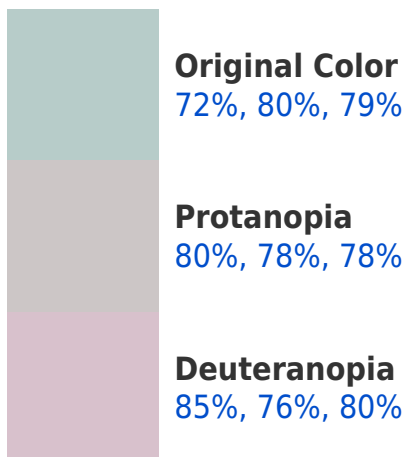 Original Color
72%, 80%, 79%
Protanopia
80%, 78%, 78%
Deuteranopia
85%, 76%, 80%